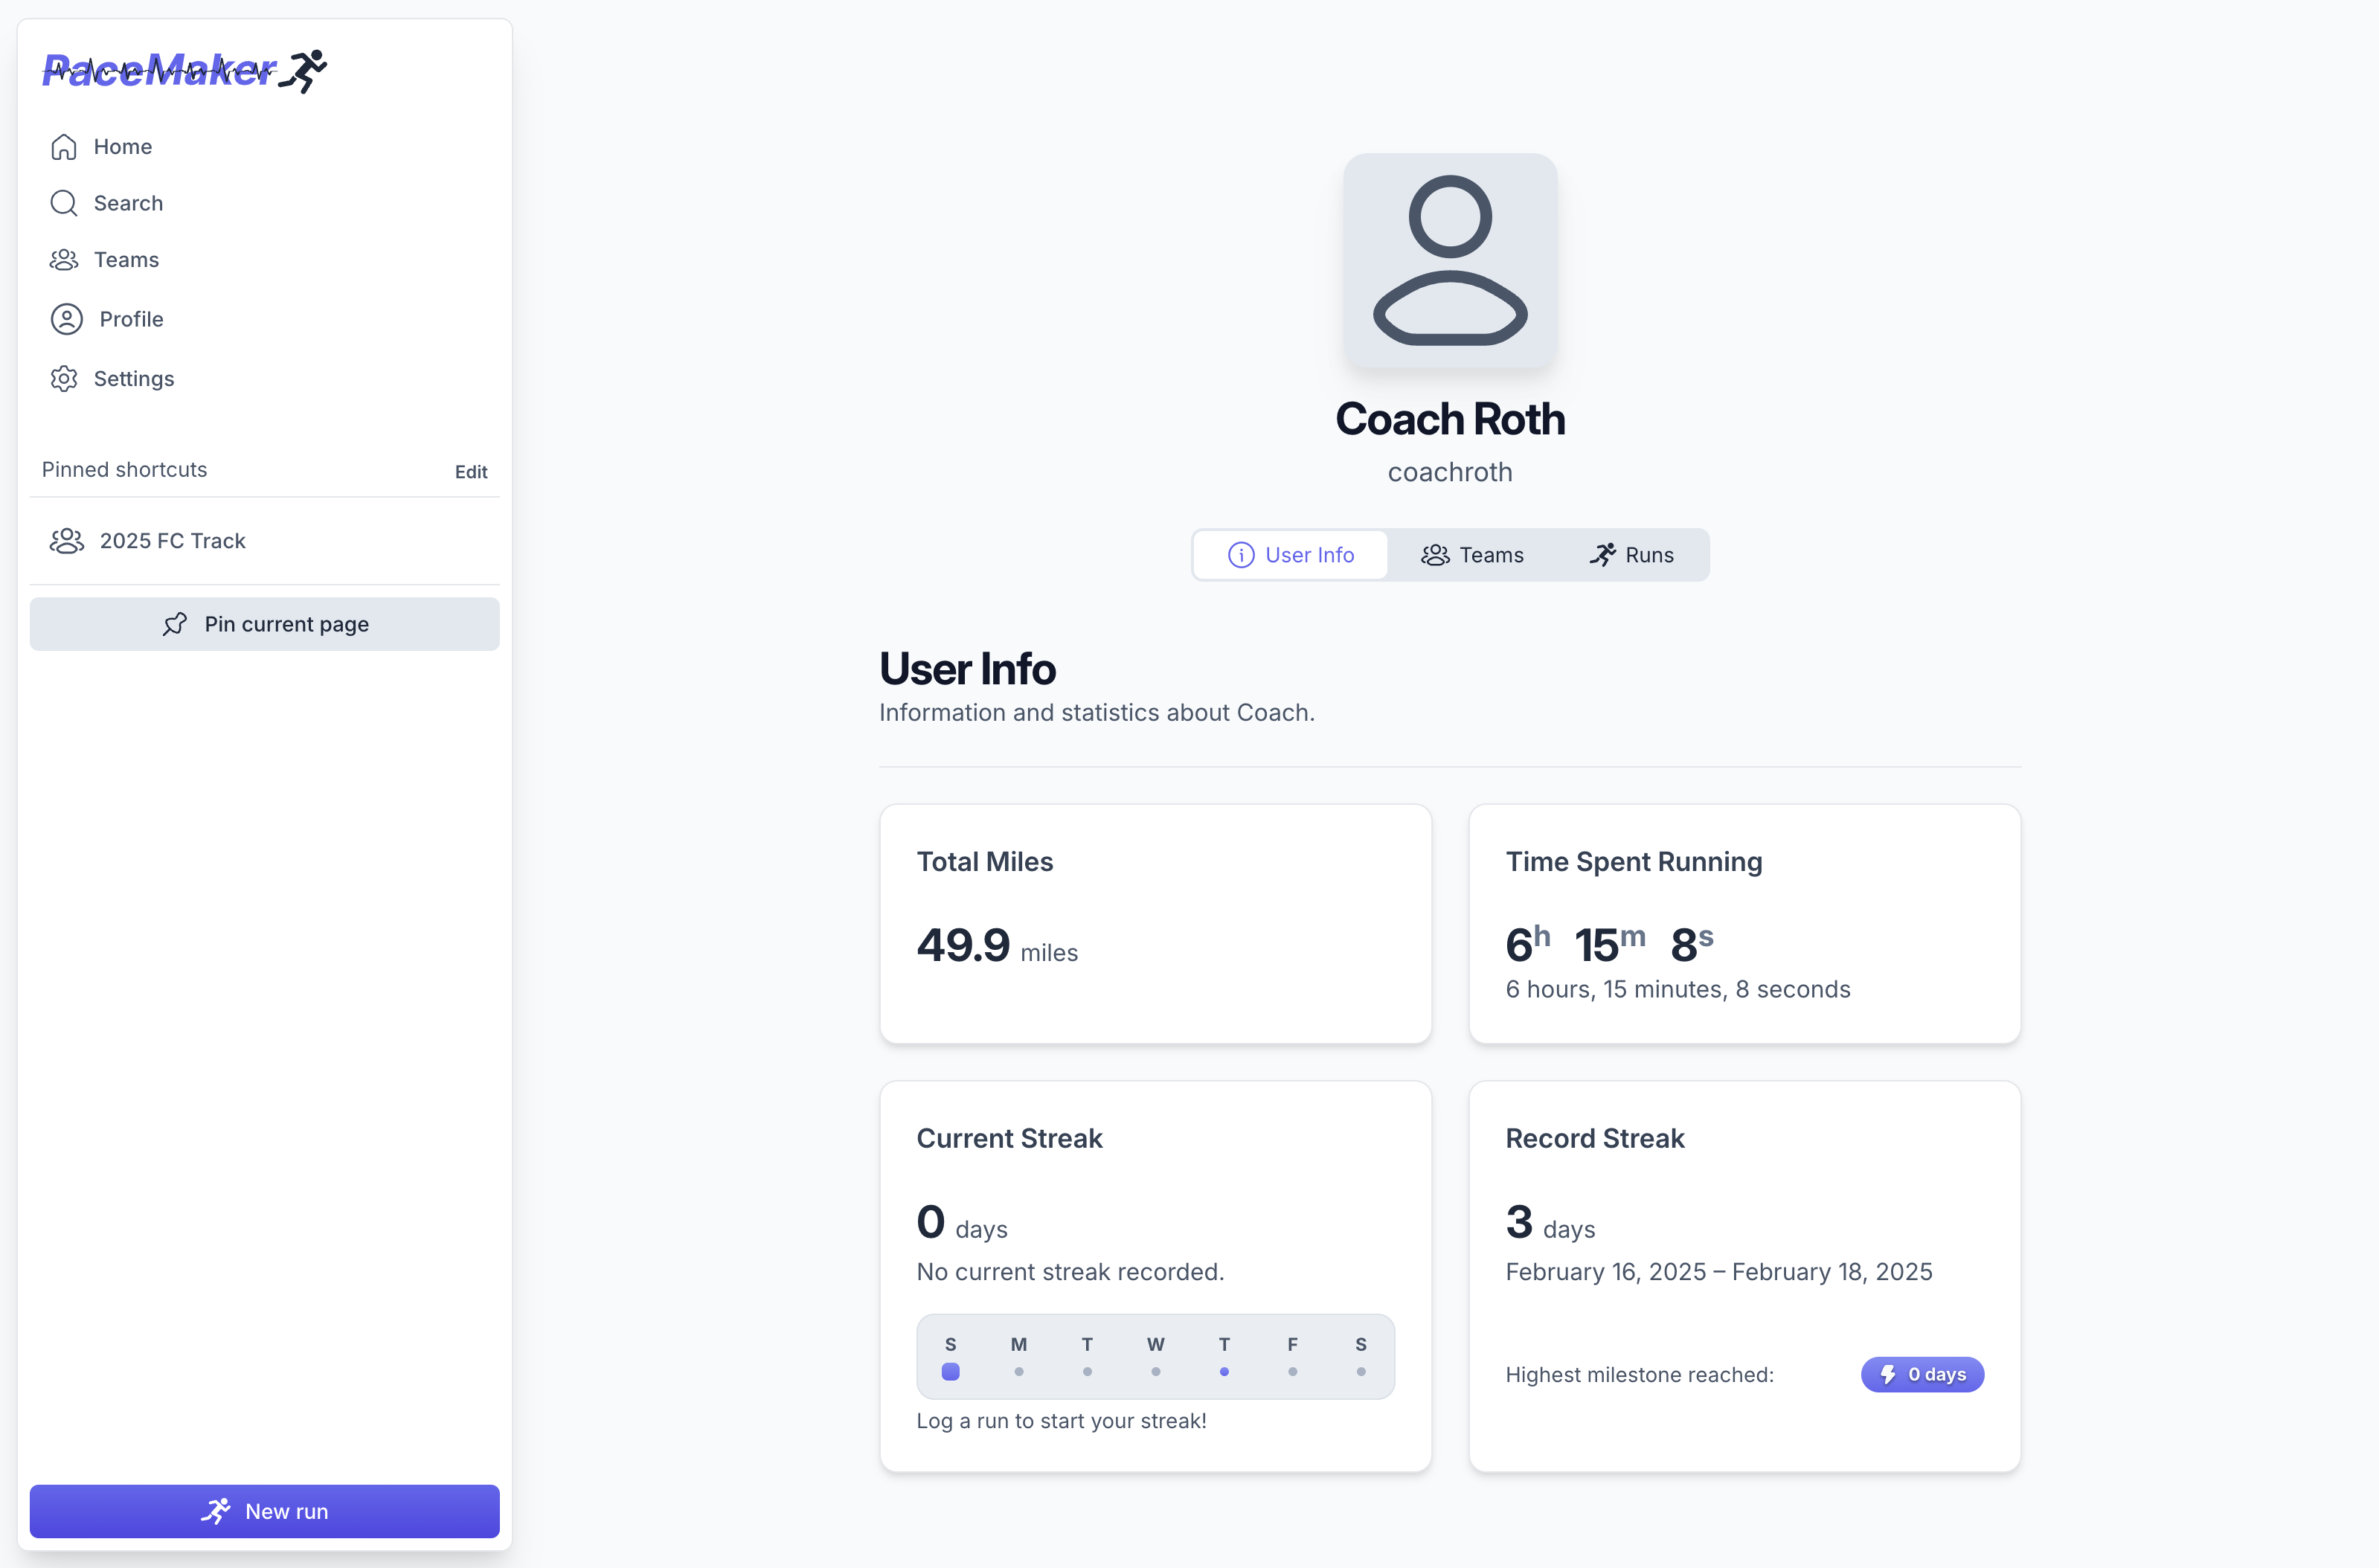 PaceMaker
Home
Search
Teams
Profile
Settings
Pinned shortcuts
Edit
2025 FC Track
Pin current page
New run
Coach Roth
coachroth
User Info
Teams
Runs
User Info
Information and statistics about Coach.
Total Miles
49.9 miles
Time Spent Running
6h 15m 8s
6 hours, 15 minutes, 8 seconds
Current Streak
0 days
No current streak recorded.
S M T W T F S
Log a run to start your streak!
Record Streak
3 days
February 16, 2025 – February 18, 2025
Highest milestone reached:
0 days